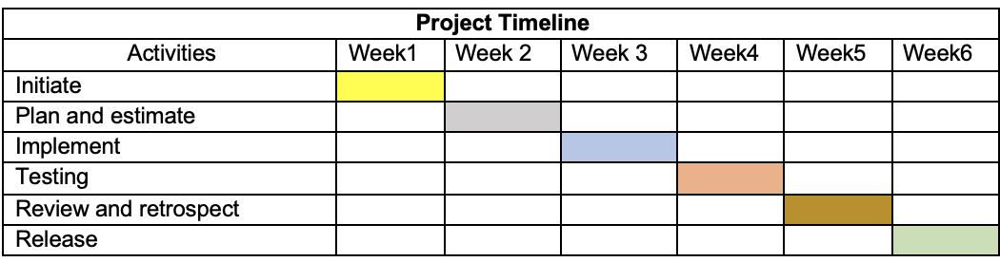 Project Timeline
Activities Week1 Week 2 Week 3 Week4 Week5 Week6
Initiate
Plan and estimate
Implement
Testing
Review and retrospect
Release